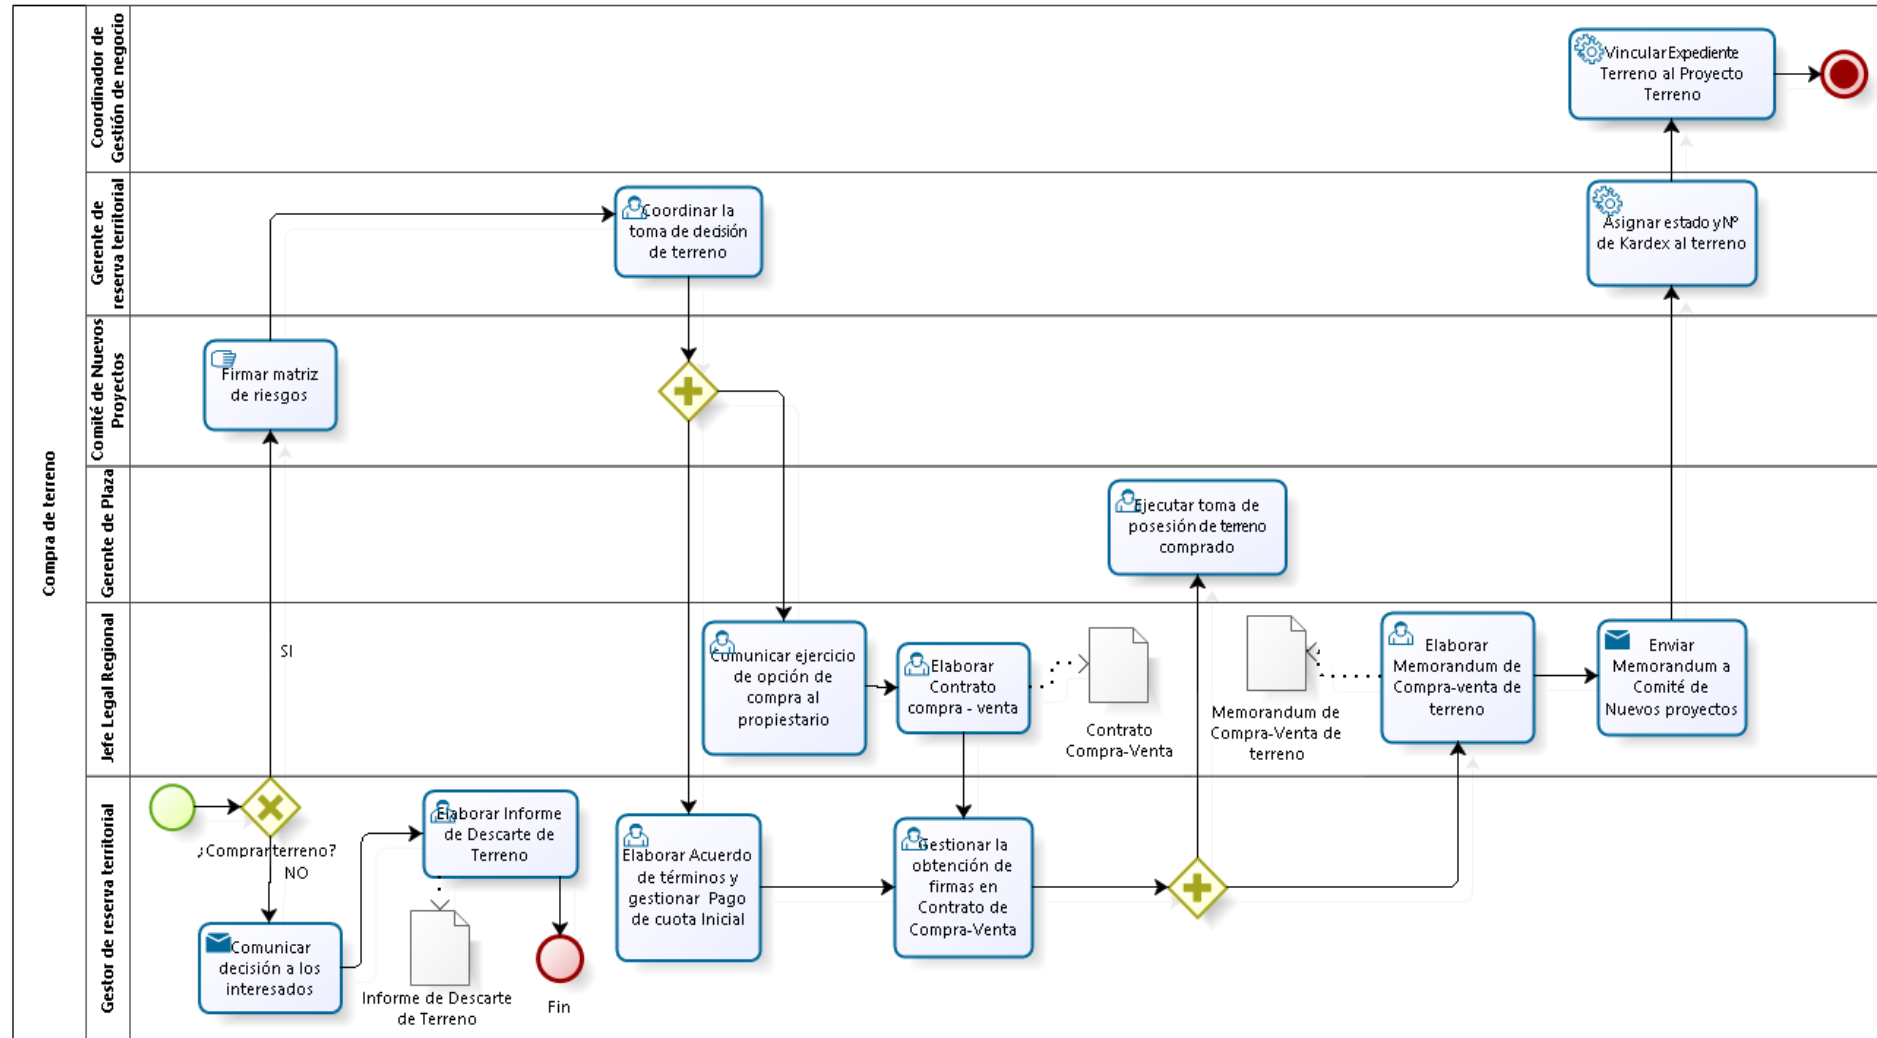 Compra de terreno
Coordinador de
Gestión de negocio
Vincular Expediente
Terreno al Proyecto
Terreno
Gerente de
reserva territorial
Coordinar la
toma de decisión
de terreno
Asignar estado y Nº
de Kardex al terreno
Comité de Nuevos
Proyectos
Firmar matriz
de riesgos
Gerente de Plaza
Ejecutar toma de
posesión de terreno
comprado
Jefe Legal Regional
SI
Comunicar ejercicio
de opción de
compra al
propiestario
Elaborar
Contrato
compra - venta
Contrato
Compra-Venta
Memorandum de
Compra-Venta de
terreno
Elaborar
Memorandum de
Compra-venta de
terreno
Enviar
Memorandum a
Comité de
Nuevos proyectos
Gestor de reserva territorial
¿Comprar terreno?
NO
Comunicar
decisión a los
interesados
Elaborar Informe
de Descarte de
Terreno
Informe de Descarte
de Terreno
Fin
Elaborar Acuerdo
de términos y
gestionar Pago
de cuota Inicial
Gestionar la
obtención de
firmas en
Contrato de
Compra-Venta